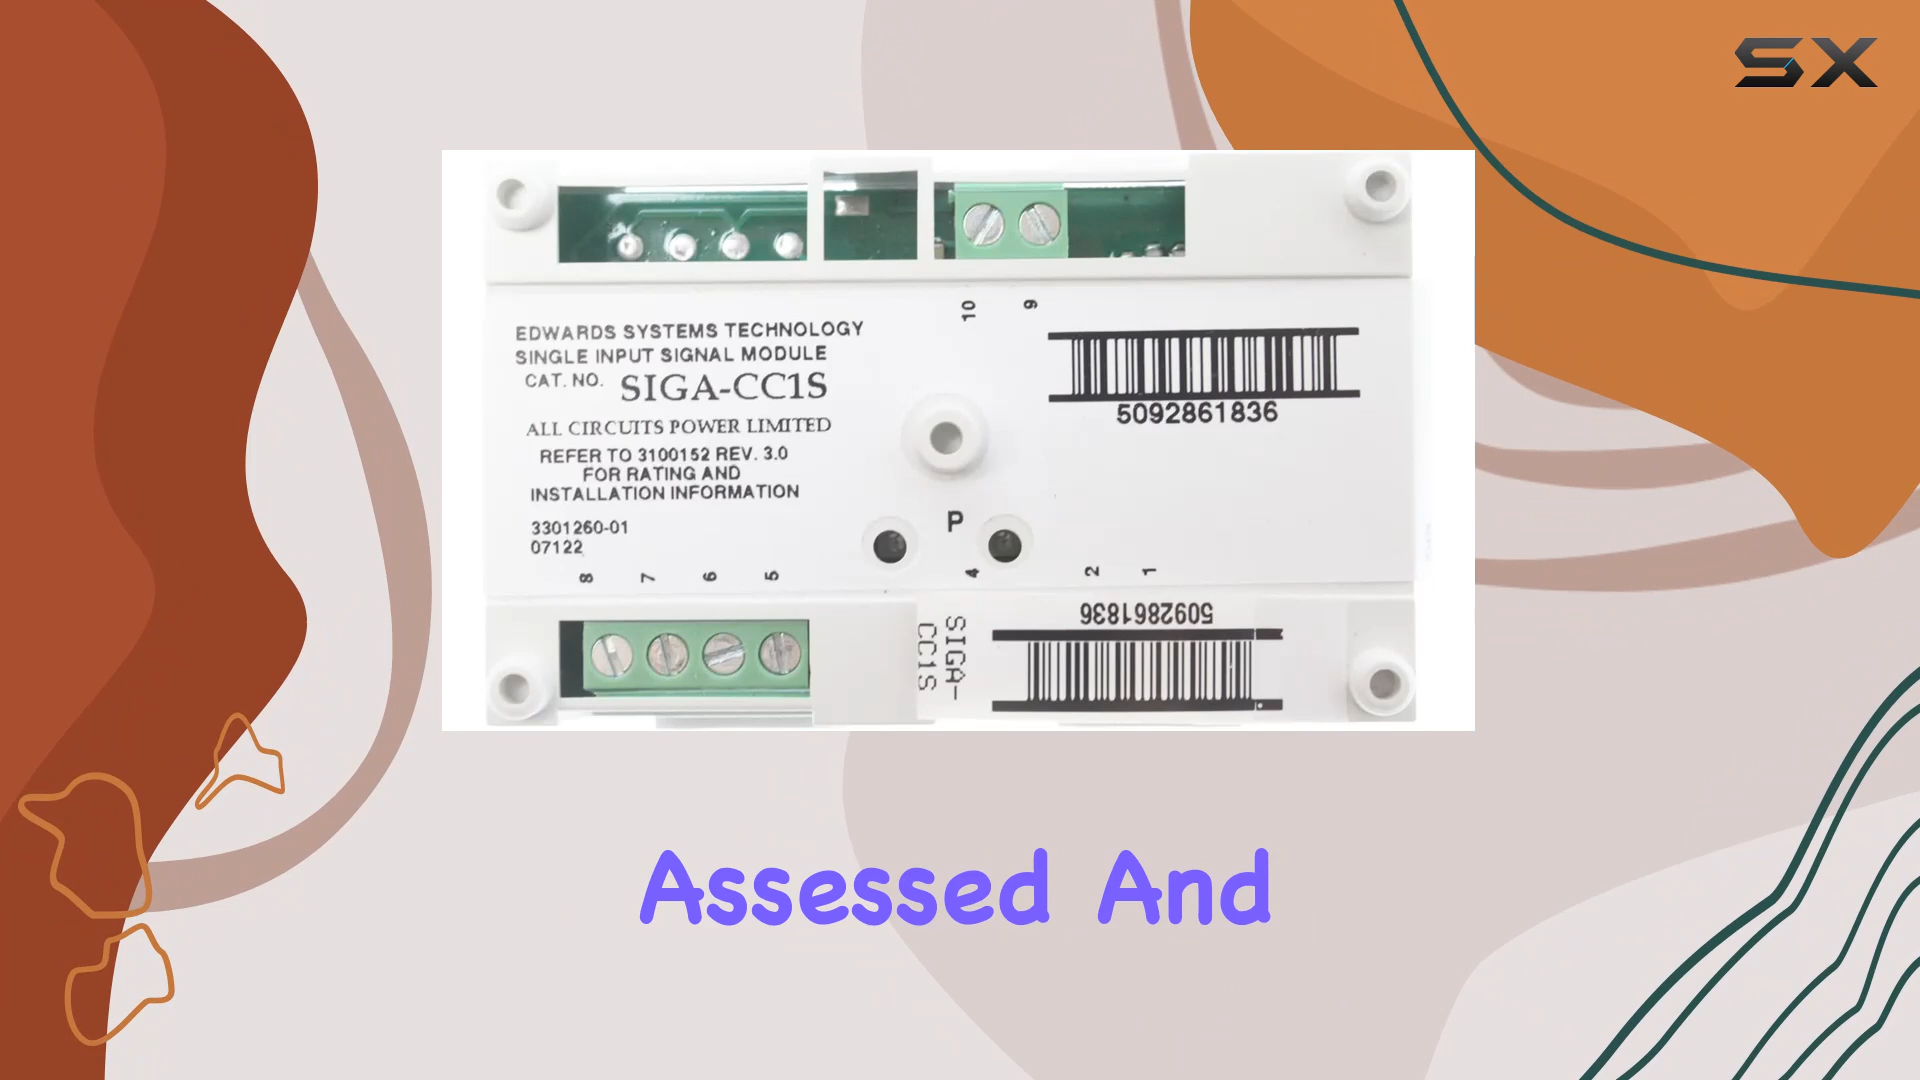 SX
10 9
EDWARDS SYSTEMS TECHNOLOGY
SINGLE INPUT SIGNAL MODULE
CAT. NO. SIGA-CC1S
5092861836
ALL CIRCUITS POWER LIMITED
REFER TO 3100152 REV. 3.0
FOR RATING AND
INSTALLATION INFORMATION
P
3301260-01
07122
8 7 6 5 4 2 1
5092861836
SIGA-
CC1S
Assessed And